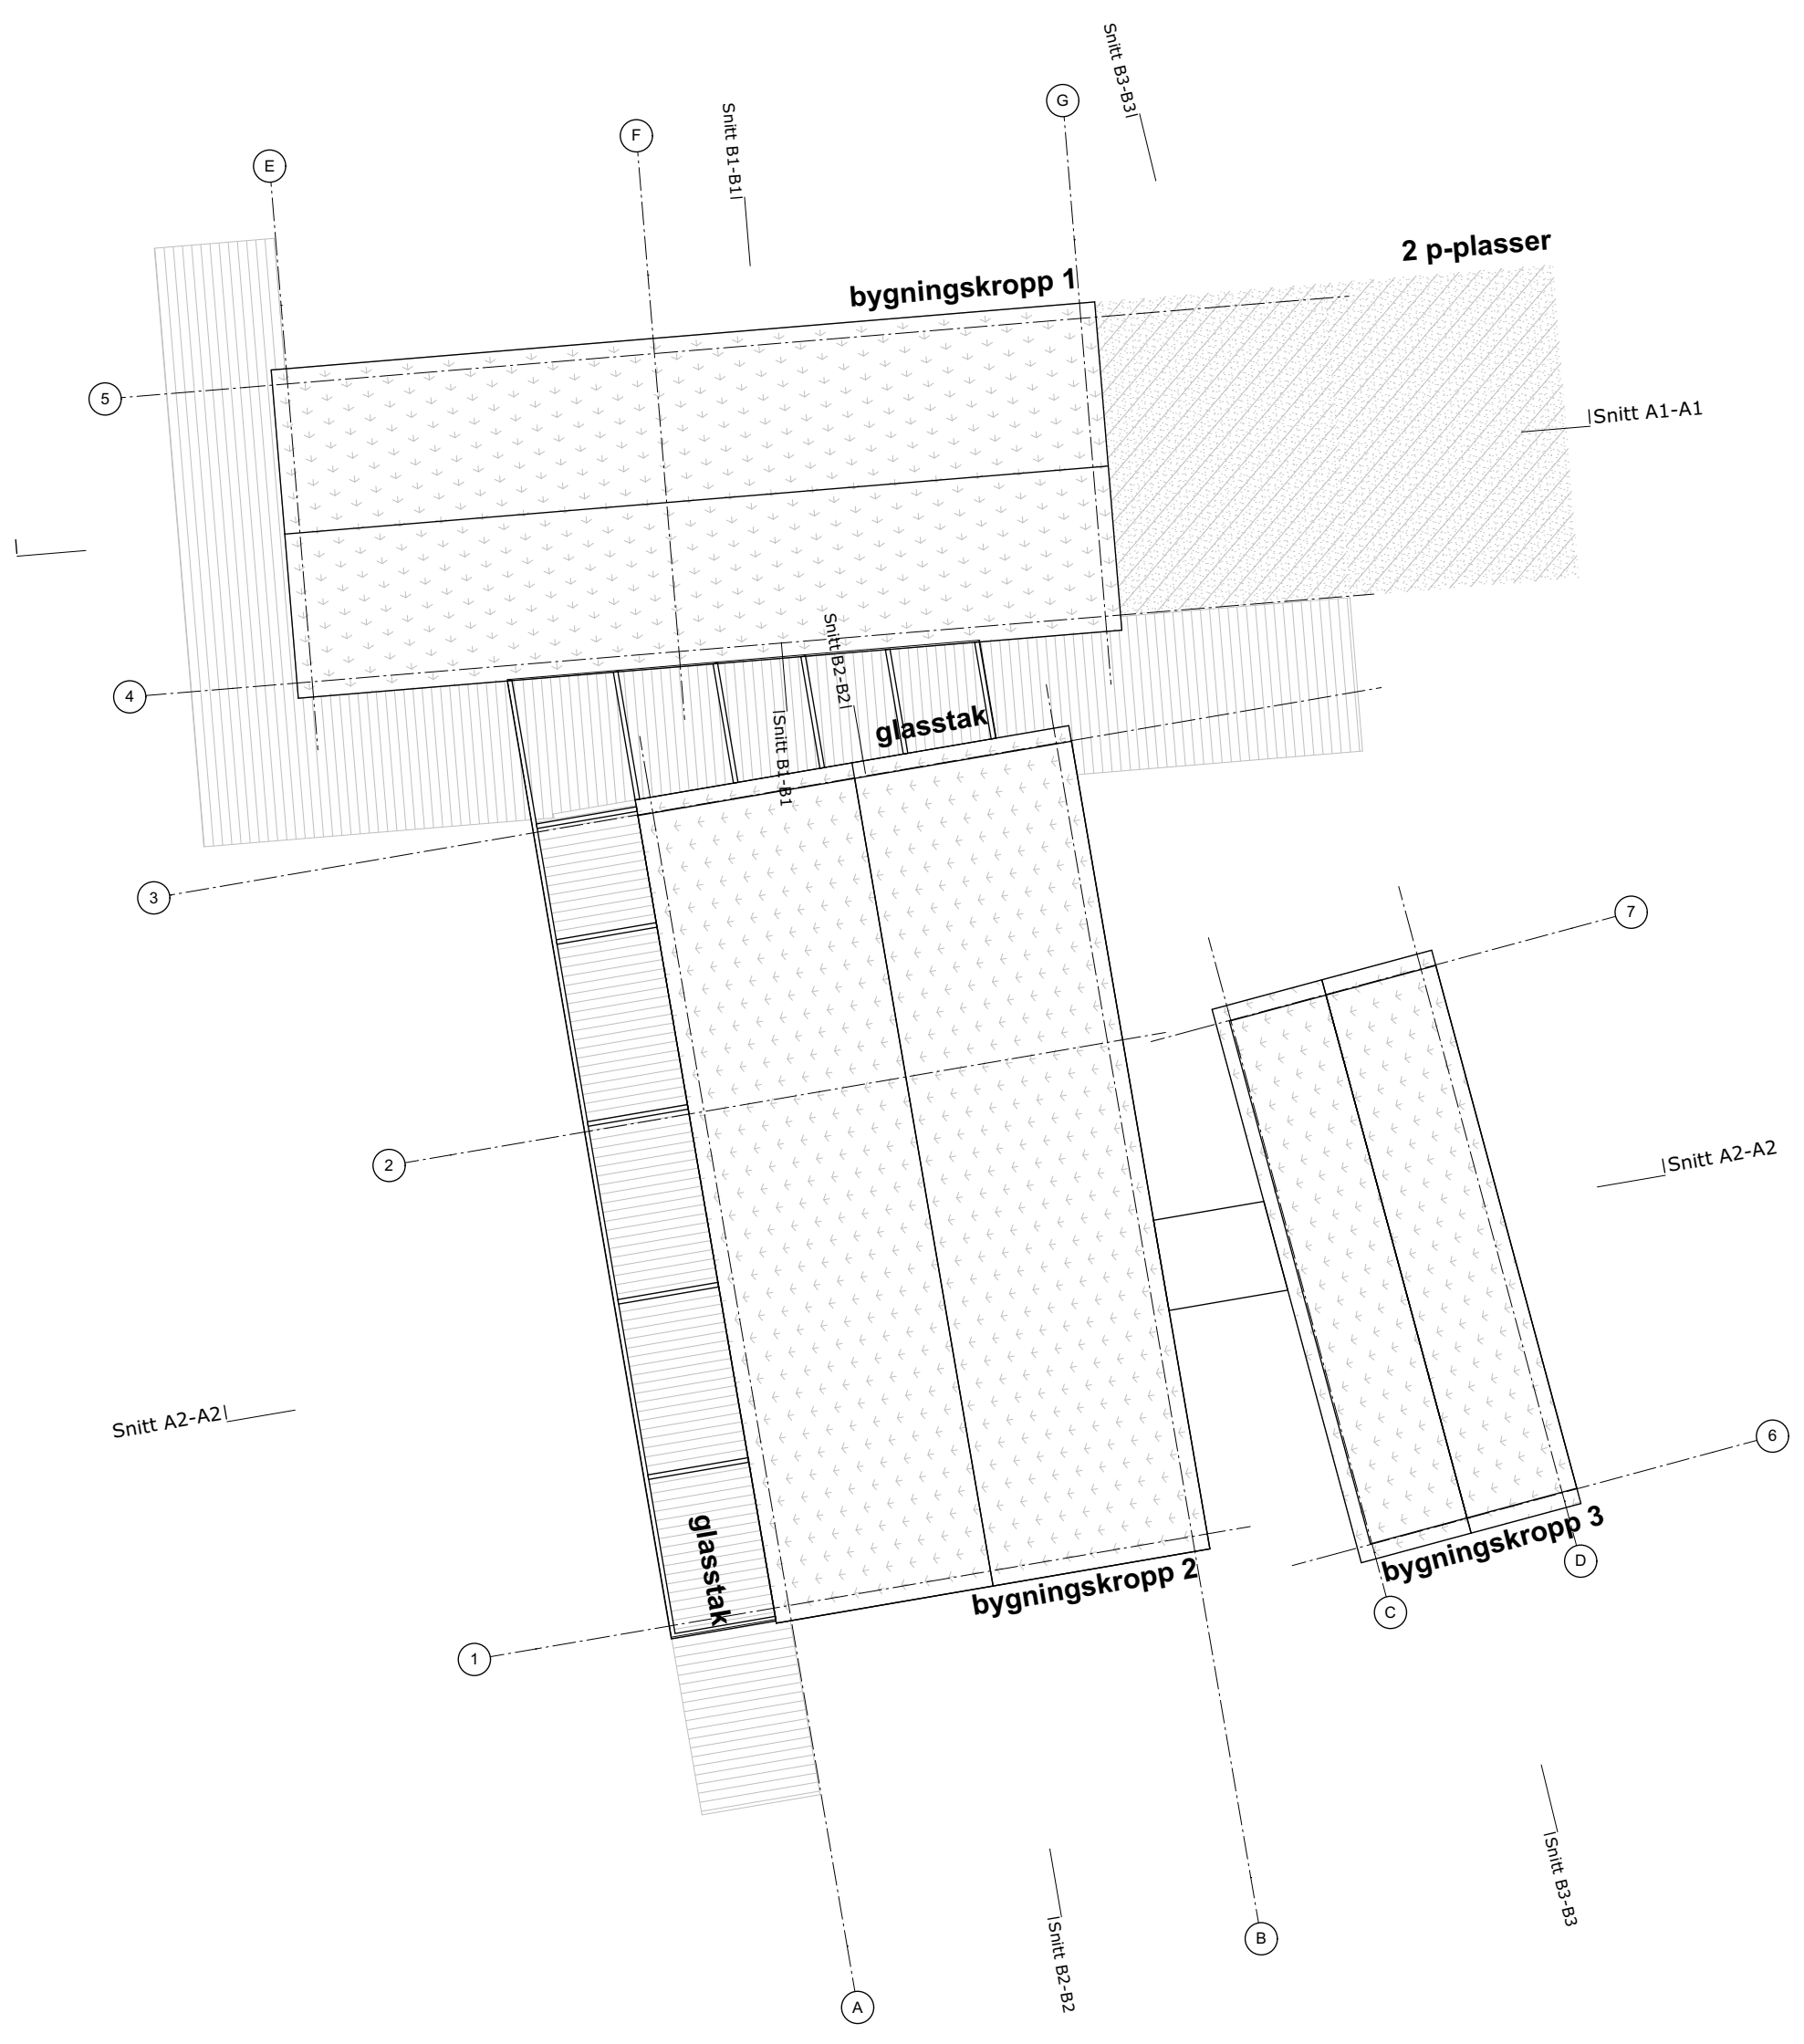 Snitt B3-B3
G
Snitt B1-B1
F
E
2 p-plasser
bygningskropp 1
5
Snitt A1-A1
4
Snitt B2-B2
glasstak
Snitt B1-B1
3
7
2
Snitt A2-A2
Snitt A2-A2
6
glasstak
bygningskropp 3
D
bygningskropp 2
C
1
Snitt B3-B3
B
Snitt B2-B2
A